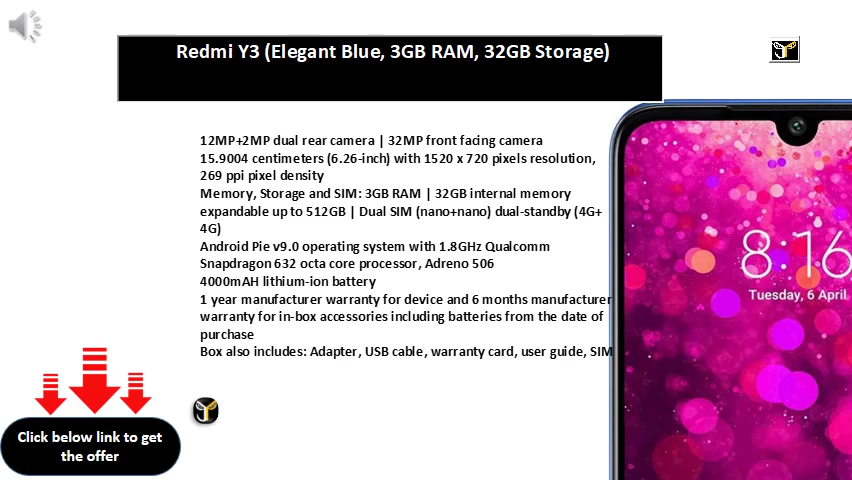 Redmi Y3 (Elegant Blue, 3GB RAM, 32GB Storage)
12MP+2MP dual rear camera | 32MP front facing camera
15.9004 centimeters (6.26-inch) with 1520 x 720 pixels resolution,
269 ppi pixel density
Memory, Storage and SIM: 3GB RAM | 32GB internal memory
expandable up to 512GB | Dual SIM (nano+nano) dual-standby (4G+
4G)
Android Pie v9.0 operating system with 1.8GHz Qualcomm
Snapdragon 632 octa core processor, Adreno 506
4000mAH lithium-ion battery
1 year manufacturer warranty for device and 6 months manufacturer
warranty for in-box accessories including batteries from the date of
purchase
Box also includes: Adapter, USB cable, warranty card, user guide, SIM
8:16
Tuesday, 6 April
Click below link to get
the offer